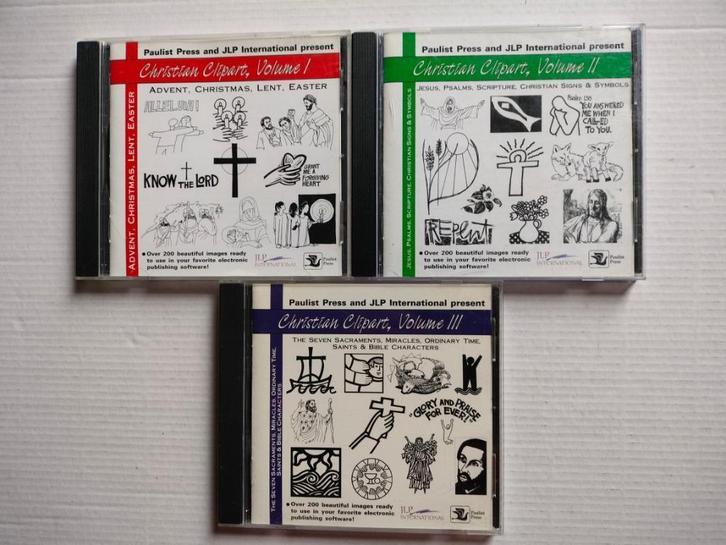 Paulist Press and JLP International present
Christian Clipart, Volume I
ADVENT, CHRISTMAS, LENT, EASTER
ADVENT, CHRISTMAS, LENT, EASTER
ALLELUIA!
KNOW THE LORD
GRANT
ME A
FORGIVING
HEART
• Over 200 beautiful images ready
to use in your favorite electronic
publishing software!
JLP
INTERNATIONAL
Paulist
Press
Paulist Press and JLP International present
Christian Clipart, Volume II
JESUS, PSALMS, SCRIPTURE, CHRISTIAN SIGNS & SYMBOLS
JESUS, PSALMS, SCRIPTURE, CHRISTIAN SIGNS & SYMBOLS
Psalm 138
YOU ANSWERED
ME WHEN I
CALLED
TO YOU.
REPENT
• Over 200 beautiful images ready
to use in your favorite electronic
publishing software!
JLP
INTERNATIONAL
Paulist
Press
Paulist Press and JLP International present
Christian Clipart, Volume III
THE SEVEN SACRAMENTS, MIRACLES, ORDINARY TIME,
SAINTS & BIBLE CHARACTERS
THE SEVEN SACRAMENTS, MIRACLES, ORDINARY TIME,
SAINTS & BIBLE CHARACTERS
"GLORY AND PRAISE
FOR EVER!"
• Over 200 beautiful images ready
to use in your favorite electronic
publishing software!
JLP
INTERNATIONAL
Paulist
Press